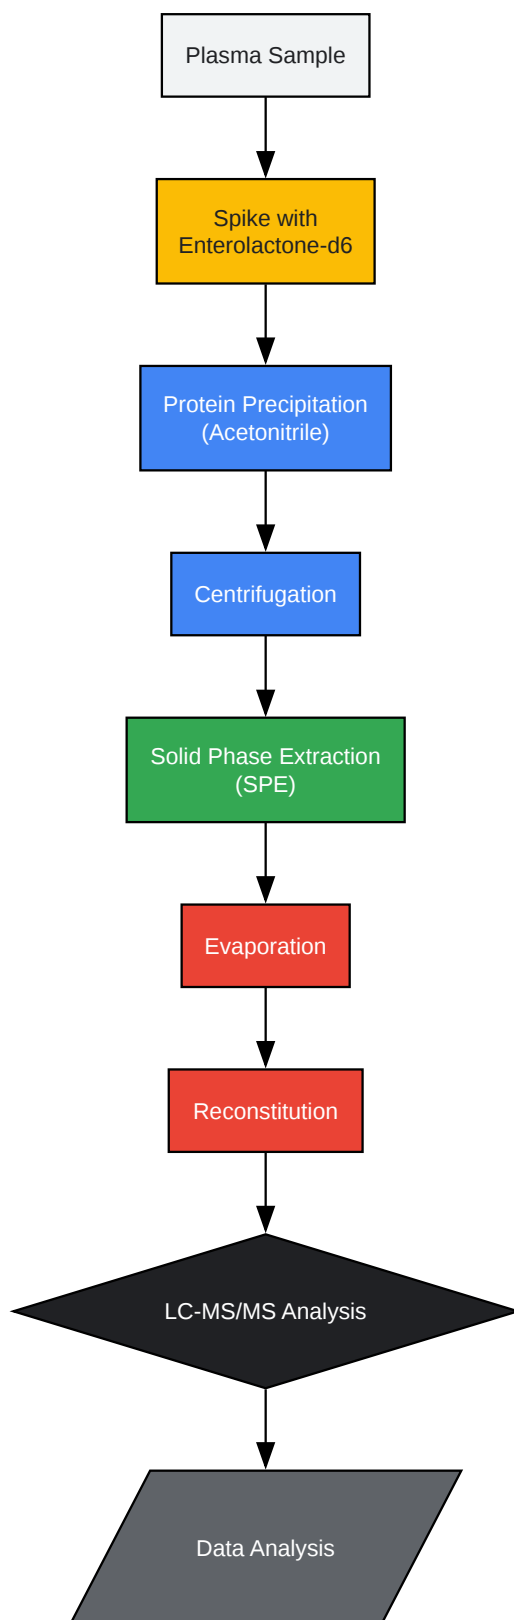 Plasma Sample
Spike with
Enterolactone-d6
Protein Precipitation
(Acetonitrile)
Centrifugation
Solid Phase Extraction
(SPE)
Evaporation
Reconstitution
LC-MS/MS Analysis
Data Analysis